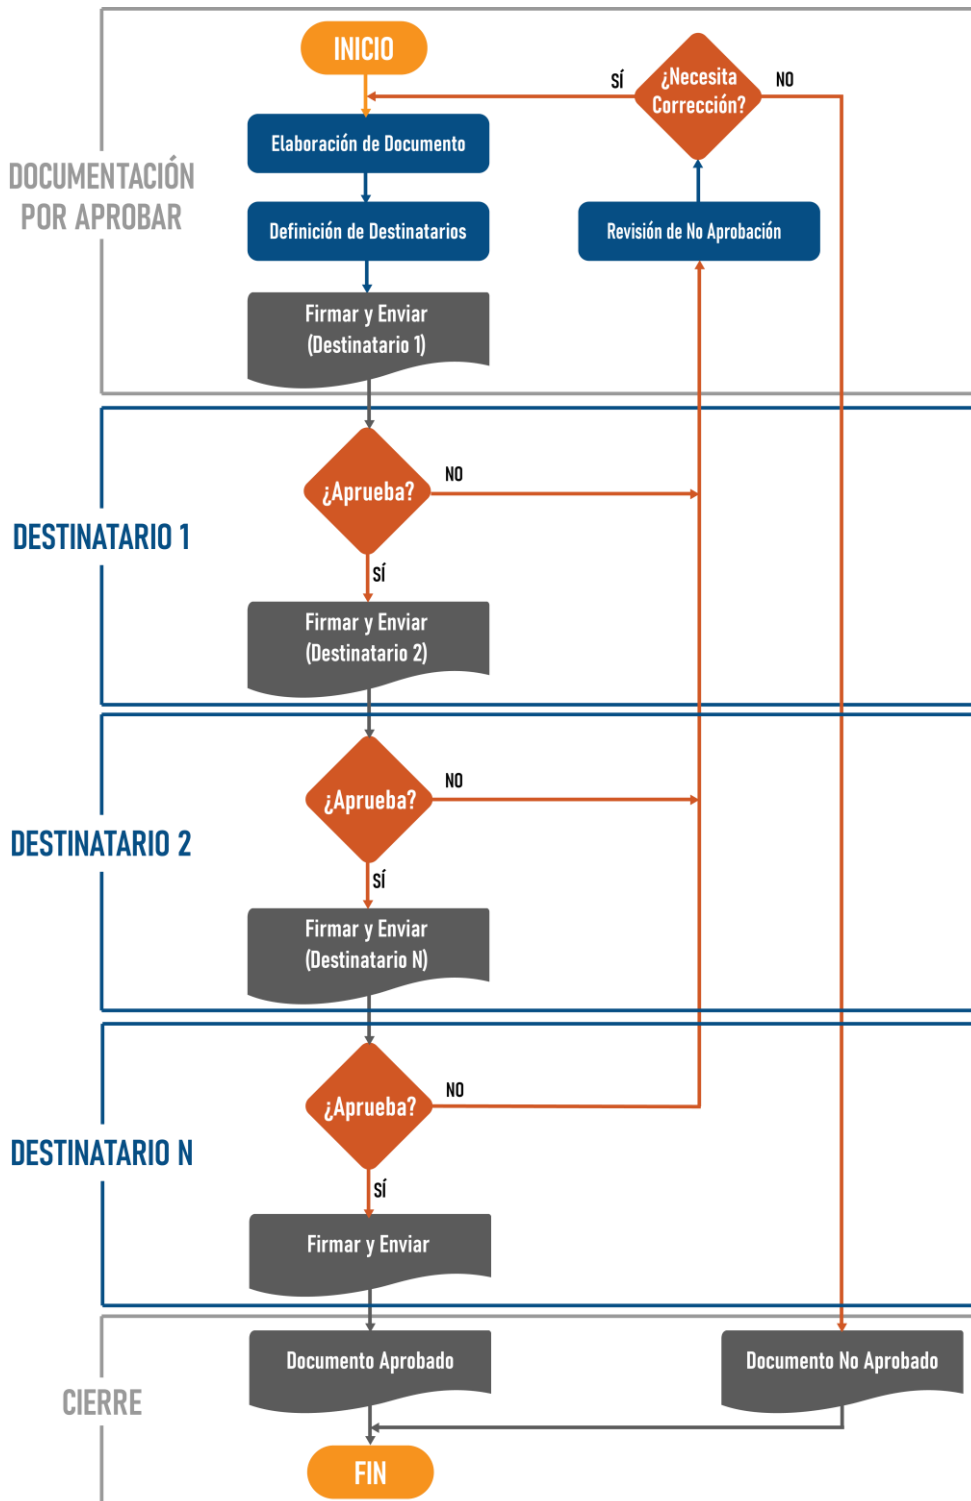 INICIO
¿Necesita
Corrección?
SÍ
NO
Elaboración de Documento
DOCUMENTACIÓN
POR APROBAR
Definición de Destinatarios
Revisión de No Aprobación
Firmar y Enviar
(Destinatario 1)
¿Aprueba?
NO
DESTINATARIO 1
SÍ
Firmar y Enviar
(Destinatario 2)
¿Aprueba?
NO
DESTINATARIO 2
SÍ
Firmar y Enviar
(Destinatario N)
¿Aprueba?
NO
DESTINATARIO N
SÍ
Firmar y Enviar
Documento Aprobado
Documento No Aprobado
CIERRE
FIN